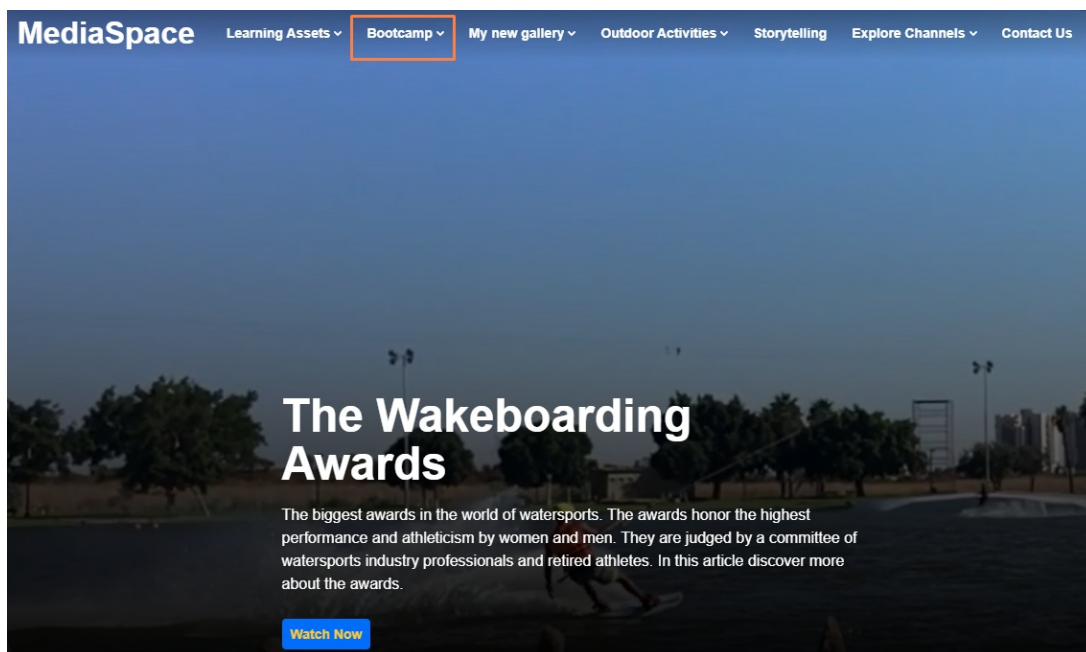 MediaSpace Learning Assets Bootcamp My new gallery Outdoor Activities Storytelling Explore Channels Contact Us
The Wakeboarding
Awards
The biggest awards in the world of watersports. The awards honor the highest
performance and athleticism by women and men. They are judged by a committee of
watersports industry professionals and retired athletes. In this article discover more
about the awards.
Watch Now